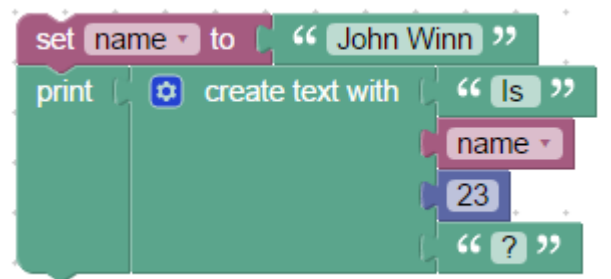 set name to “ John Winn ”
print create text with “ Is ”
name
23
“ ? ”